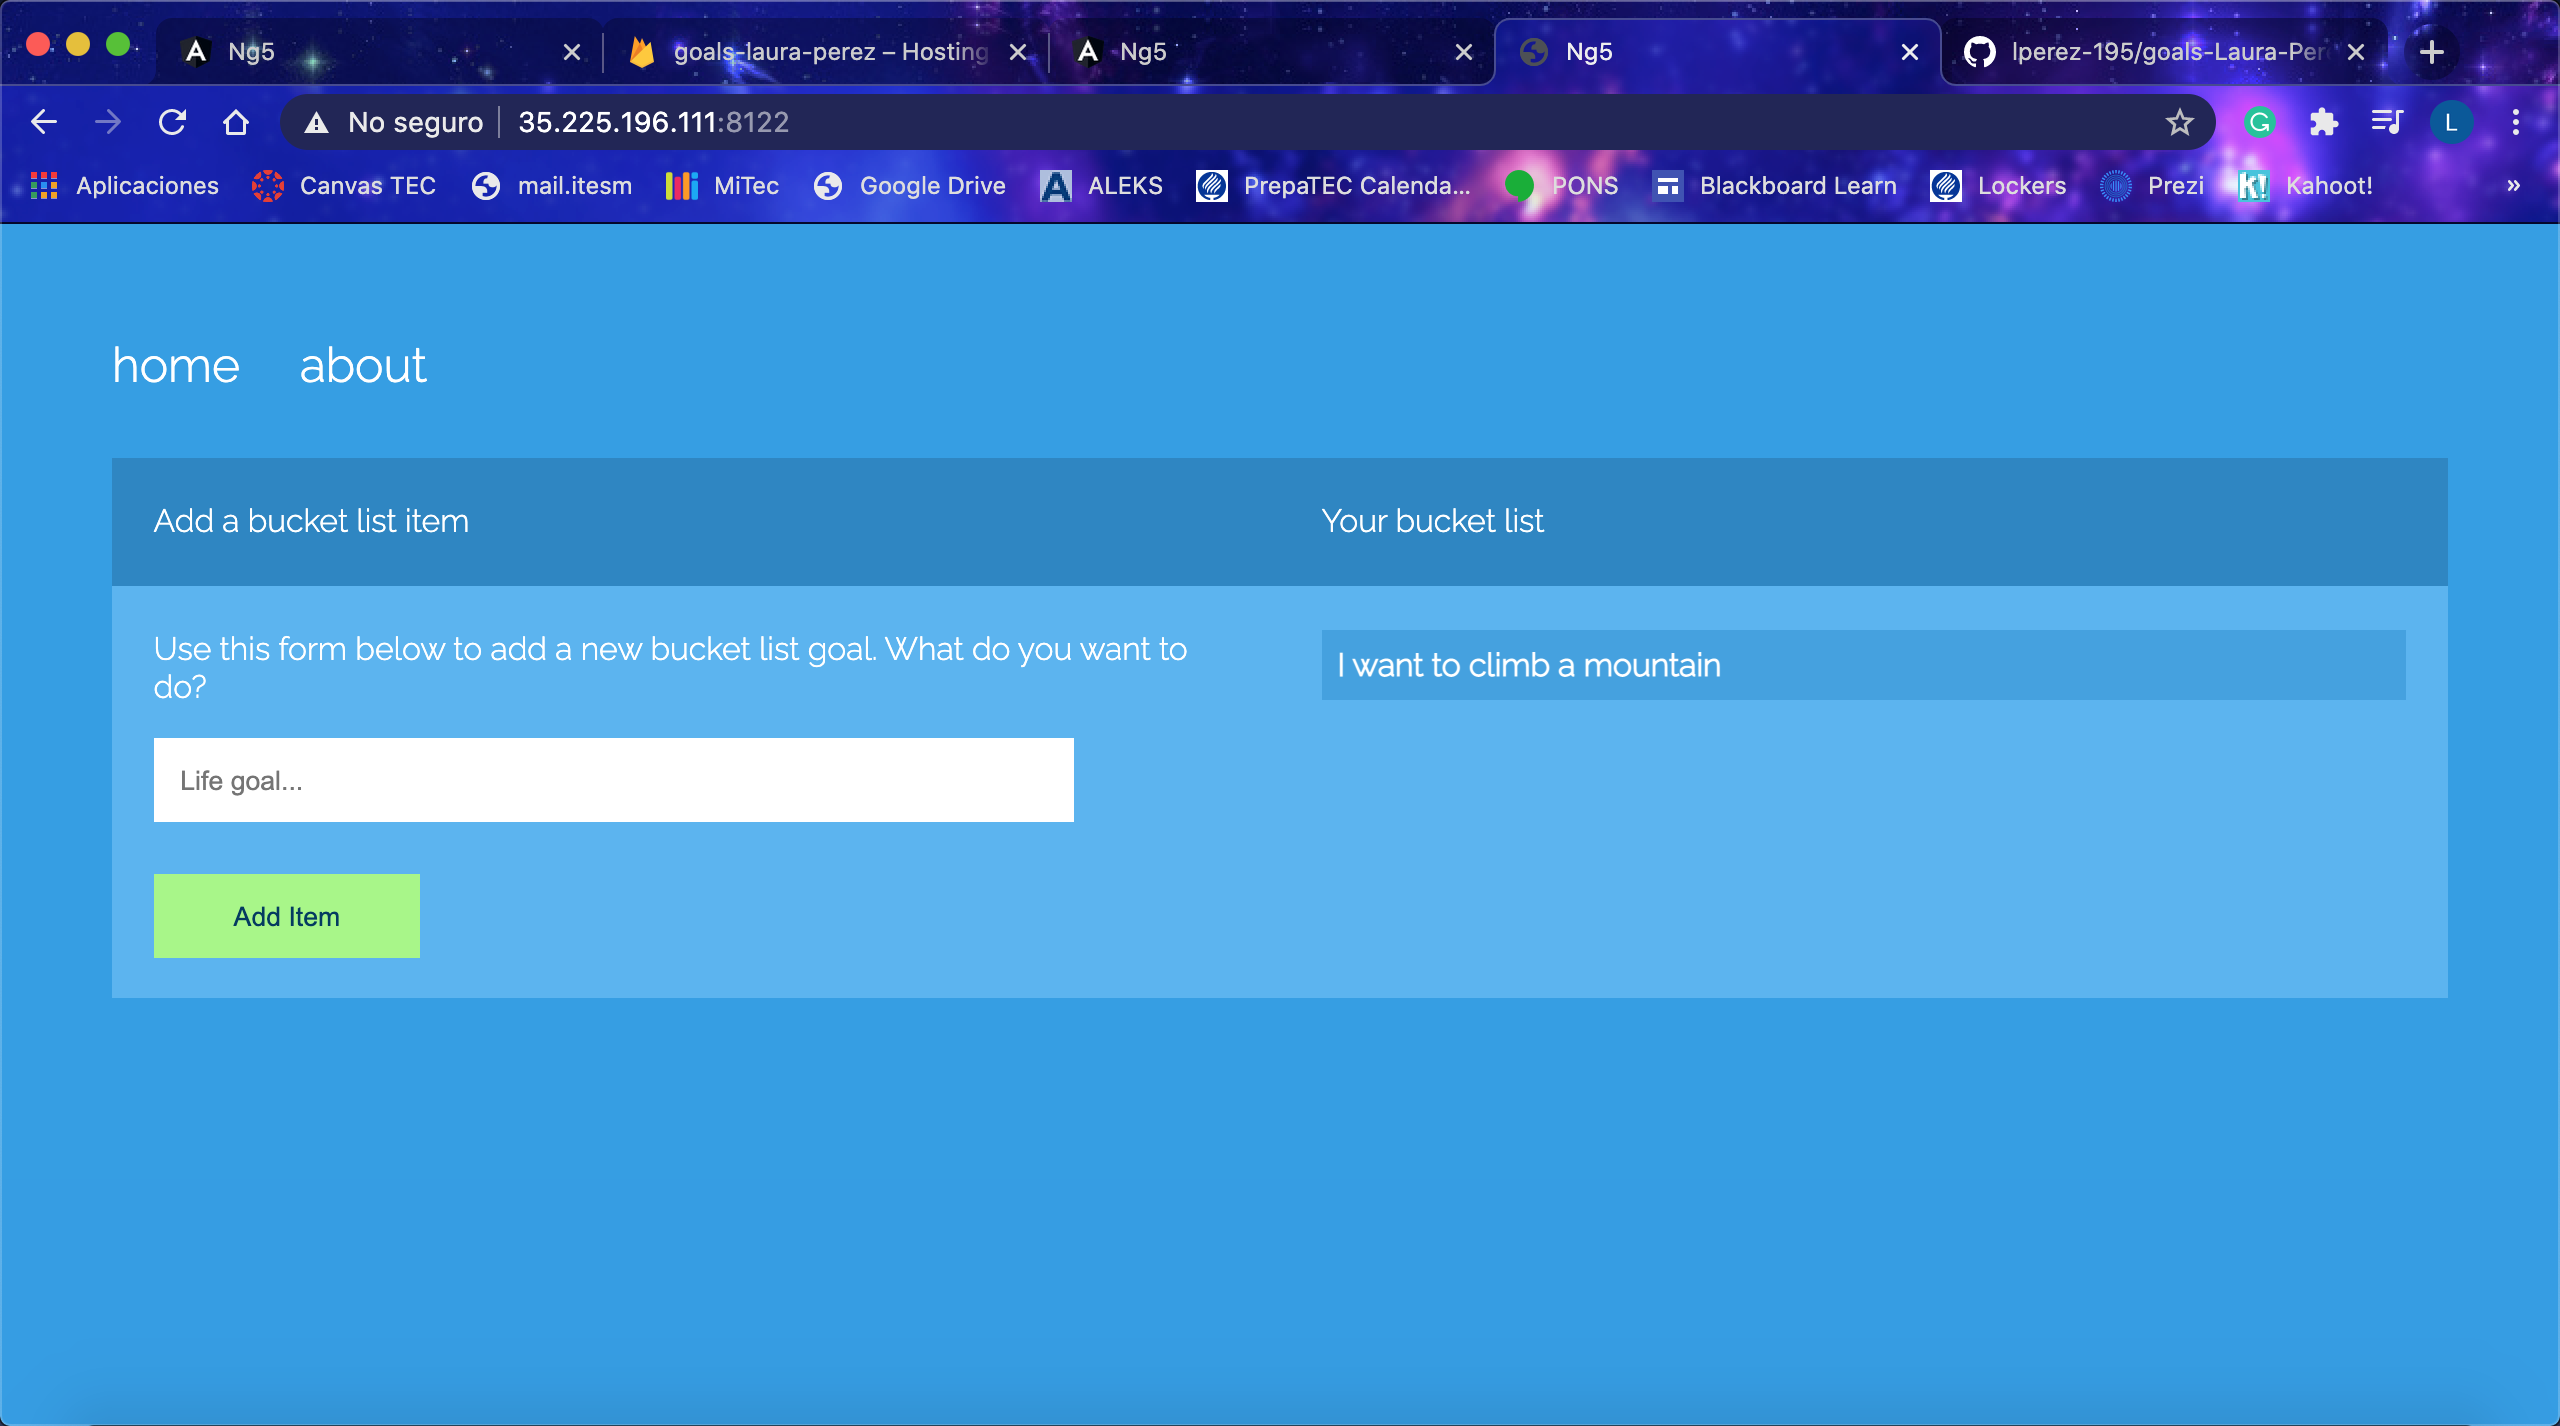 Ng5
goals-laura-perez – Hosting
Ng5
Ng5
lperez-195/goals-Laura-Per
No seguro
35.225.196.111:8122
L
Aplicaciones
Canvas TEC
mail.itesm
MiTec
Google Drive
ALEKS
PrepaTEC Calenda...
PONS
Blackboard Learn
Lockers
Prezi
K! Kahoot!
»
home about
Add a bucket list item
Your bucket list
Use this form below to add a new bucket list goal. What do you want to
do?
Life goal...
Add Item
I want to climb a mountain